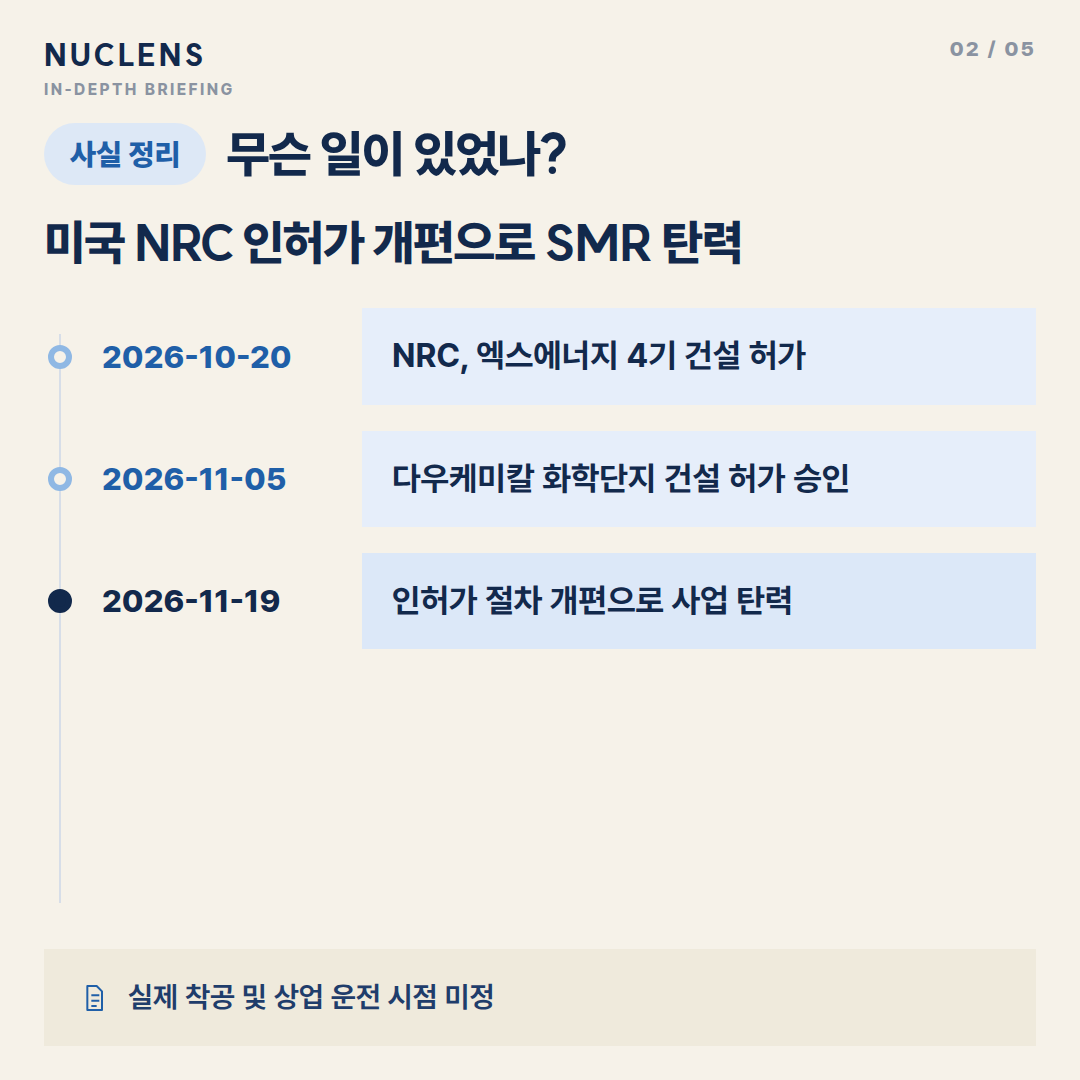 NUCLENS
02 / 05
IN-DEPTH BRIEFING
사실 정리
무슨 일이 있었나?
미국 NRC 인허가 개편으로 SMR 탄력
2026-10-20
NRC, 엑스에너지 4기 건설 허가
2026-11-05
다우케미칼 화학단지 건설 허가 승인
2026-11-19
인허가 절차 개편으로 사업 탄력
실제 착공 및 상업 운전 시점 미정